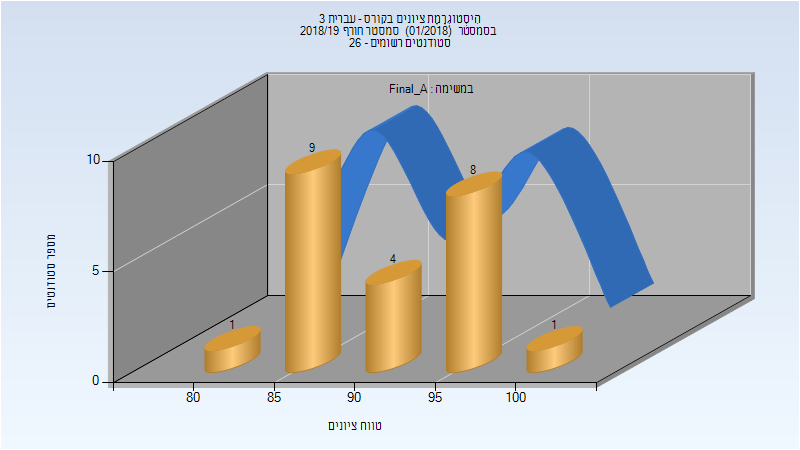 היסטוגרמת ציונים בקורס - עברית 3
בסמסטר (01/2018) סמסטר חורף 2018/19
סטודנטים רשומים - 26
במשימה : Final_A
10
5
0
מספר סטודנטים
1
9
4
8
1
80
85
90
95
100
טווח ציונים